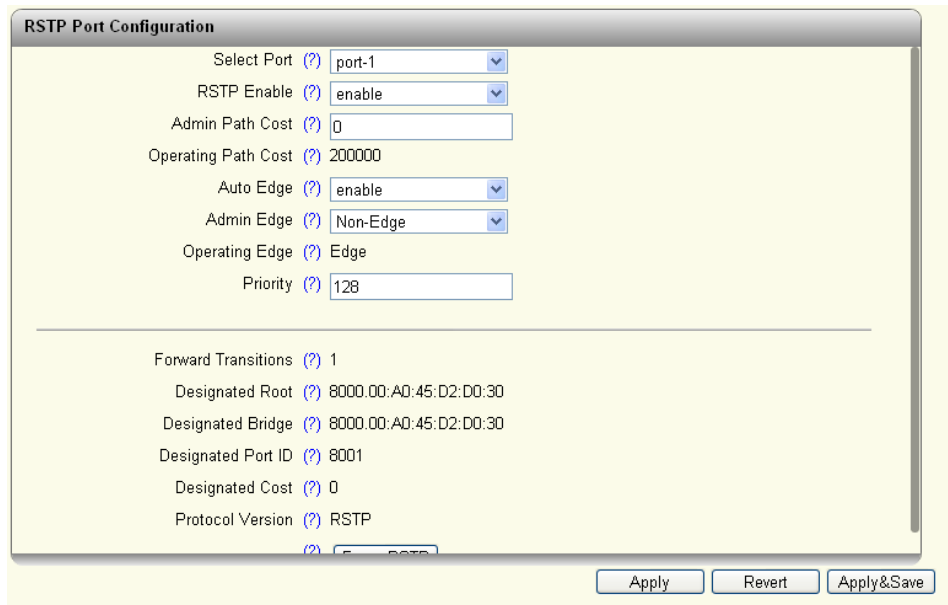 RSTP Port Configuration
Select Port (?) port-1
RSTP Enable (?) enable
Admin Path Cost (?) 0
Operating Path Cost (?) 200000
Auto Edge (?) enable
Admin Edge (?) Non-Edge
Operating Edge (?) Edge
Priority (?) 128
Forward Transitions (?) 1
Designated Root (?) 8000.00:A0:45:D2:D0:30
Designated Bridge (?) 8000.00:A0:45:D2:D0:30
Designated Port ID (?) 8001
Designated Cost (?) 0
Protocol Version (?) RSTP
(?) RSTP
Apply Revert Apply&Save